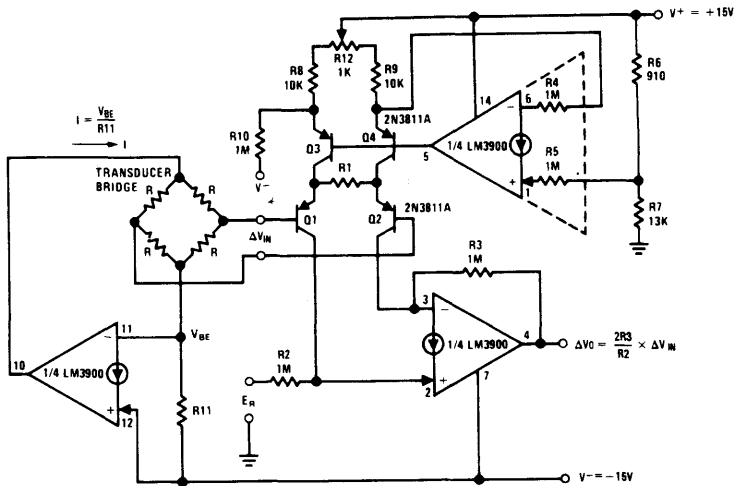 V+ = +15V
R12
1K
R8
10K
R9
10K
R6
910
R4
1M
14
6
2N3811A
I = VBE
R11
I
R10
1M
V-
Q3
Q4
5
1/4 LM3900
R5
1M
1
TRANSDUCER
BRIDGE
R1
R7
13K
R
R
R
R
ΔVIN
Q1
Q2
2N3811A
R3
1M
VBE
11
10
1/4 LM3900
12
R11
3
4
1/4 LM3900
7
2
ΔVO = 2R3
R2
× ΔVIN
R2
1M
ER
V- = -15V